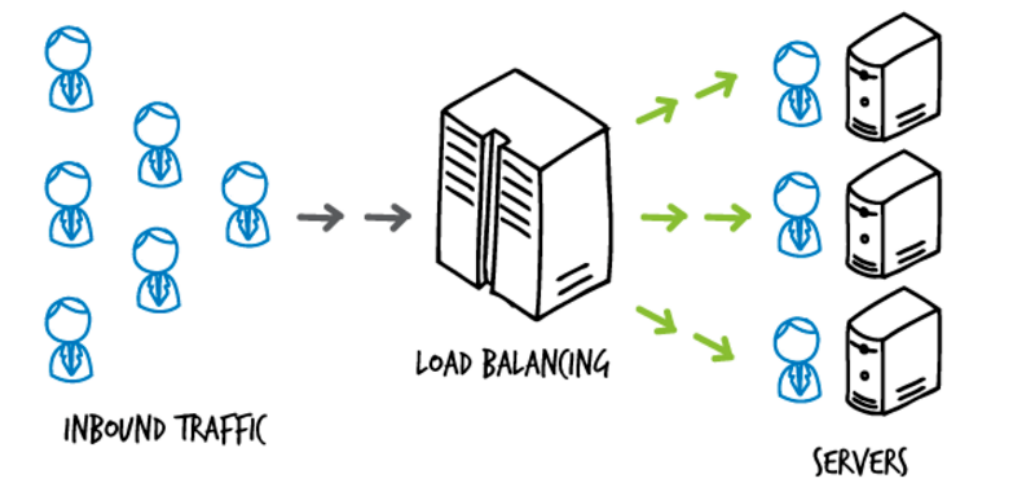 LOAD BALANCING
INBOUND TRAFFIC
SERVERS